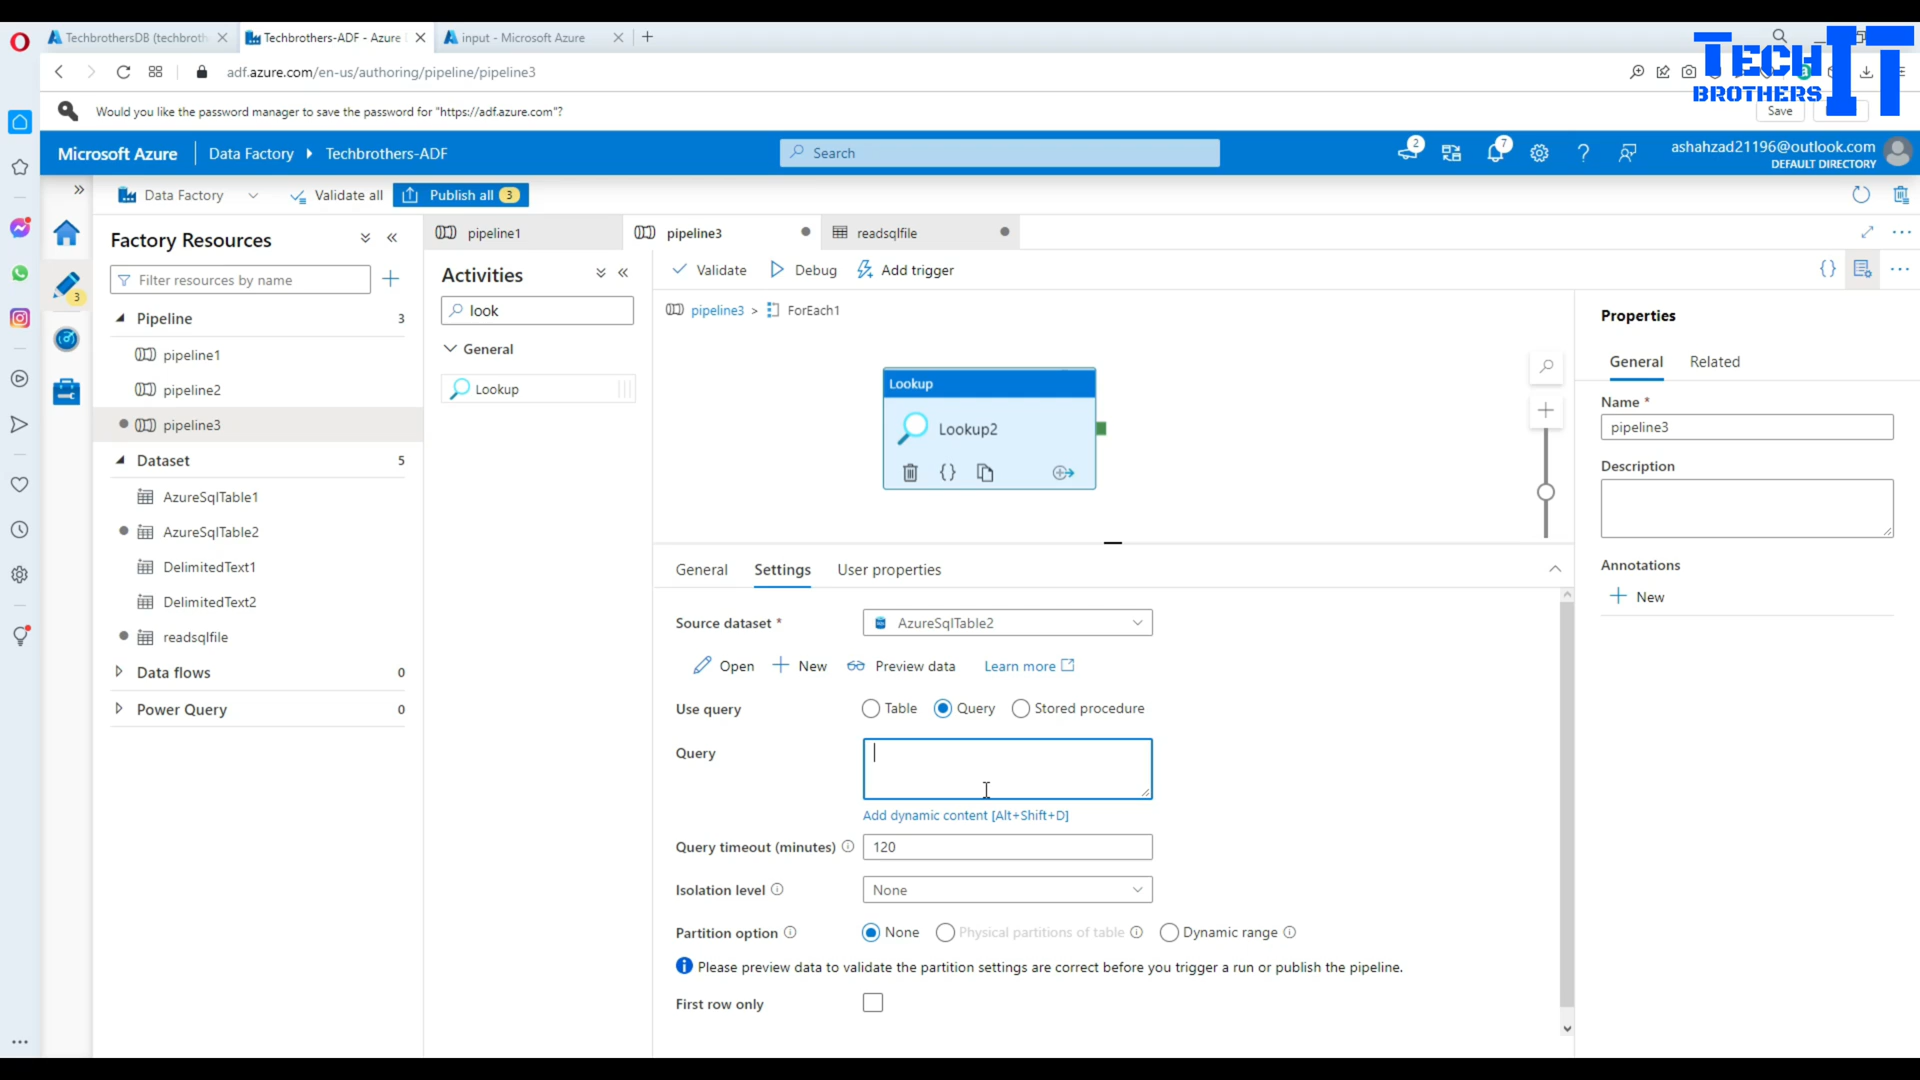 TechbrothersDB (techbroth
Techbrothers-ADF - Azure
input - Microsoft Azure
adf.azure.com/en-us/authoring/pipeline/pipeline3
TECH IT
BROTHERS
Would you like the password manager to save the password for "https://adf.azure.com"?
Save
Microsoft Azure
Data Factory
Techbrothers-ADF
Search
2
7
ashahzad21196@outlook.com
DEFAULT DIRECTORY
Data Factory
Validate all
Publish all 3
Factory Resources
Filter resources by name
3
Pipeline 3
pipeline1
pipeline2
pipeline3
Dataset 5
AzureSqlTable1
AzureSqlTable2
DelimitedText1
DelimitedText2
readsqlfile
Data flows 0
Power Query 0
pipeline1
pipeline3
readsqlfile
Activities
look
General
Lookup
Validate
Debug
Add trigger
pipeline3 > ForEach1
Lookup
Lookup2
General
Settings
User properties
Source dataset *
AzureSqlTable2
Open
New
Preview data
Learn more
Use query
Table
Query
Stored procedure
Query
Add dynamic content [Alt+Shift+D]
Query timeout (minutes)
120
Isolation level
None
Partition option
None
Physical partitions of table
Dynamic range
Please preview data to validate the partition settings are correct before you trigger a run or publish the pipeline.
First row only
Properties
General
Related
Name *
pipeline3
Description
Annotations
New